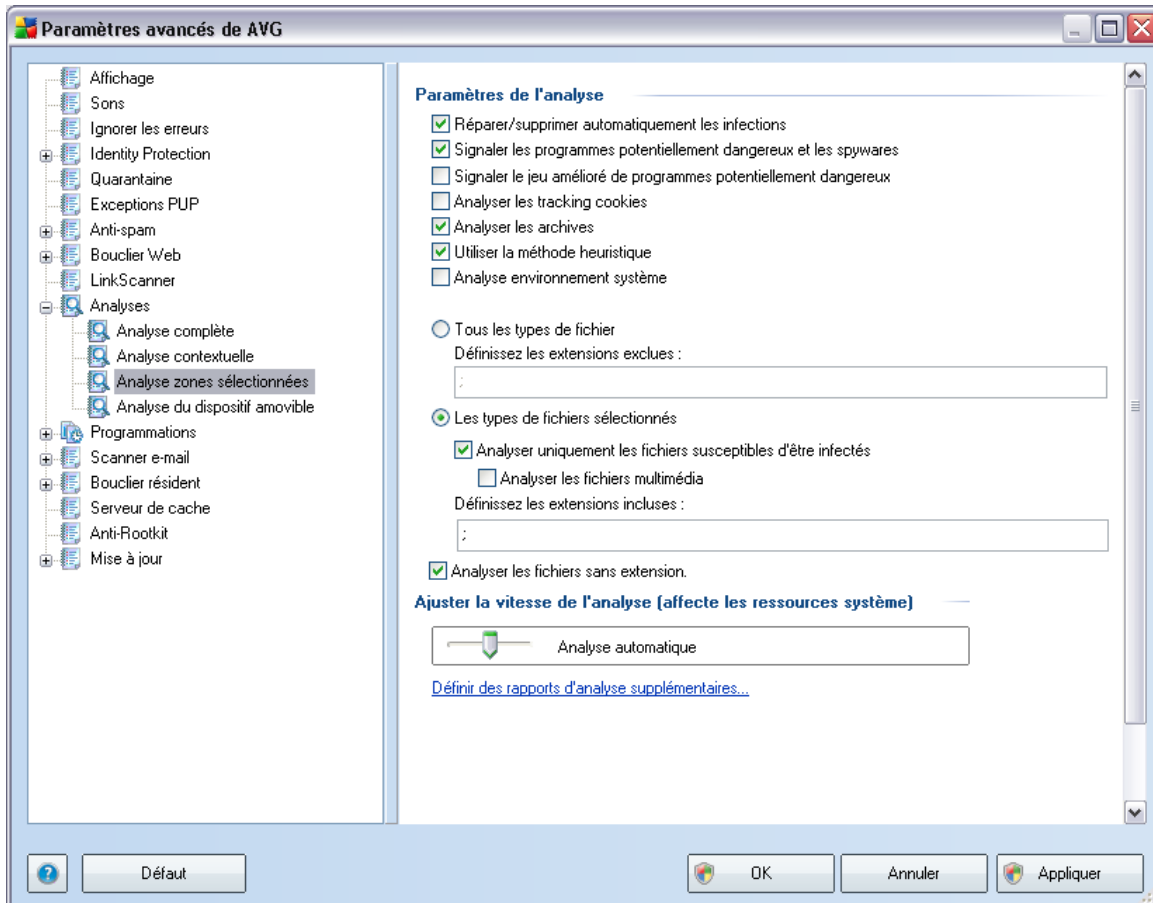 Paramètres avancés de AVG
Affichage
Sons
Ignorer les erreurs
Identity Protection
Quarantaine
Exceptions PUP
Anti-spam
Bouclier Web
LinkScanner
Analyses
Analyse complète
Analyse contextuelle
Analyse zones sélectionnées
Analyse du dispositif amovible
Programmations
Scanner e-mail
Bouclier résident
Serveur de cache
Anti-Rootkit
Mise à jour
Paramètres de l'analyse
Réparer/supprimer automatiquement les infections
Signaler les programmes potentiellement dangereux et les spywares
Signaler le jeu amélioré de programmes potentiellement dangereux
Analyser les tracking cookies
Analyser les archives
Utiliser la méthode heuristique
Analyse environnement système
Tous les types de fichier
Définissez les extensions exclues :
;
Les types de fichiers sélectionnés
Analyser uniquement les fichiers susceptibles d'être infectés
Analyser les fichiers multimédia
Définissez les extensions incluses :
;
Analyser les fichiers sans extension.
Ajuster la vitesse de l'analyse (affecte les ressources système)
Analyse automatique
Définir des rapports d'analyse supplémentaires...
Défaut
OK
Annuler
Appliquer